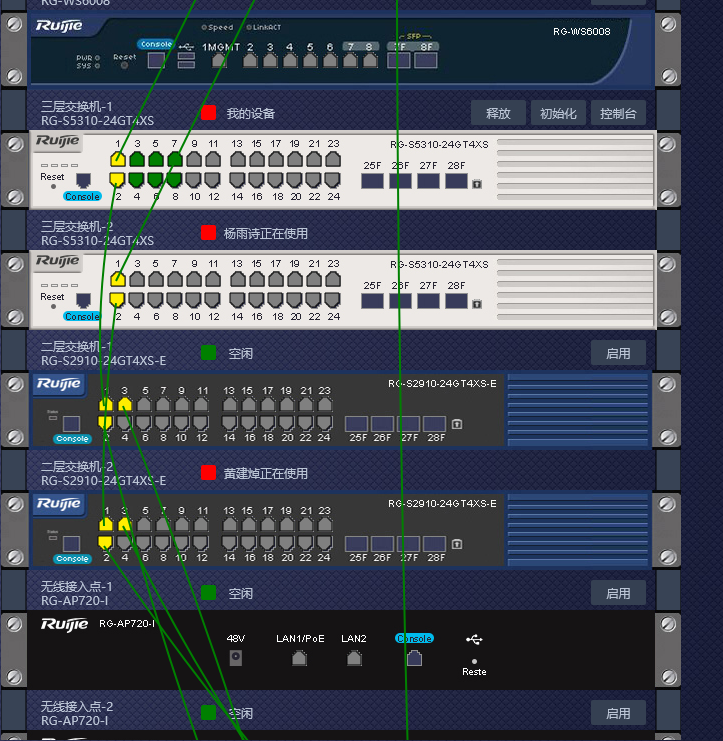 RG-WS6008
Ruijie
Speed LinkACT
RG-WS6008
Console
1MGMT 2 3 4 5 6 7 8 7F 8F
SFP
PWR
SYS
Reset
三层交换机-1
RG-S5310-24GT4XS
我的设备
释放 初始化 控制台
Ruijie
1 3 5 7 9 11 13 15 17 19 21 23
RG-S5310-24GT4XS
25F 26F 27F 28F
Reset
Console
2 4 6 8 10 12 14 16 18 20 22 24
三层交换机-2
RG-S5310-24GT4XS
杨雨诗正在使用
Ruijie
1 3 5 7 9 11 13 15 17 19 21 23
RG-S5310-24GT4XS
25F 26F 27F 28F
Reset
Console
2 4 6 8 10 12 14 16 18 20 22 24
二层交换机-1
RG-S2910-24GT4XS-E
空闲
启用
Ruijie
1 3 5 7 9 11 13 15 17 19 21 23
RG-S2910-24GT4XS-E
Console
2 4 6 8 10 12 14 16 18 20 22 24
25F 26F 27F 28F
二层交换机-2
RG-S2910-24GT4XS-E
黄建焯正在使用
Ruijie
1 3 5 7 9 11 13 15 17 19 21 23
RG-S2910-24GT4XS-E
Console
2 4 6 8 10 12 14 16 18 20 22 24
25F 26F 27F 28F
无线接入点-1
RG-AP720-I
空闲
启用
Ruijie RG-AP720-I
48V LAN1/PoE LAN2 Console
Reste
无线接入点-2
RG-AP720-I
空闲
启用